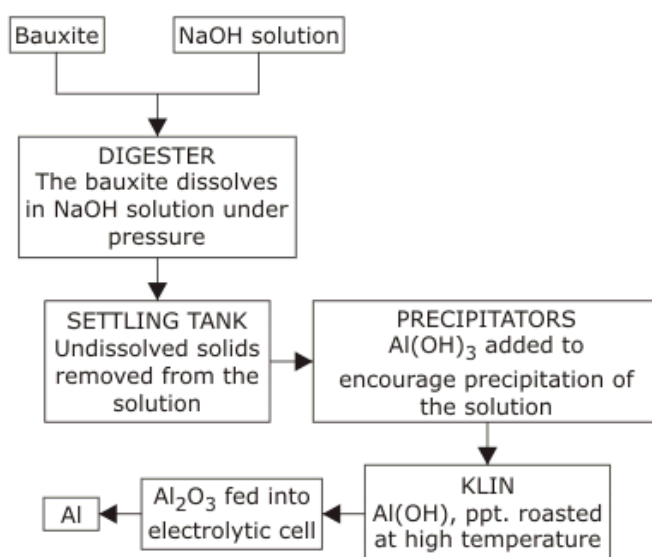 Bauxite
NaOH solution
DIGESTER
The bauxite dissolves
in NaOH solution under
pressure
SETTLING TANK
Undissolved solids
removed from the
solution
PRECIPITATORS
Al(OH)₃ added to
encourage precipitation of
the solution
KLIN
Al(OH), ppt. roasted
at high temperature
Al₂O₃ fed into
electrolytic cell
Al